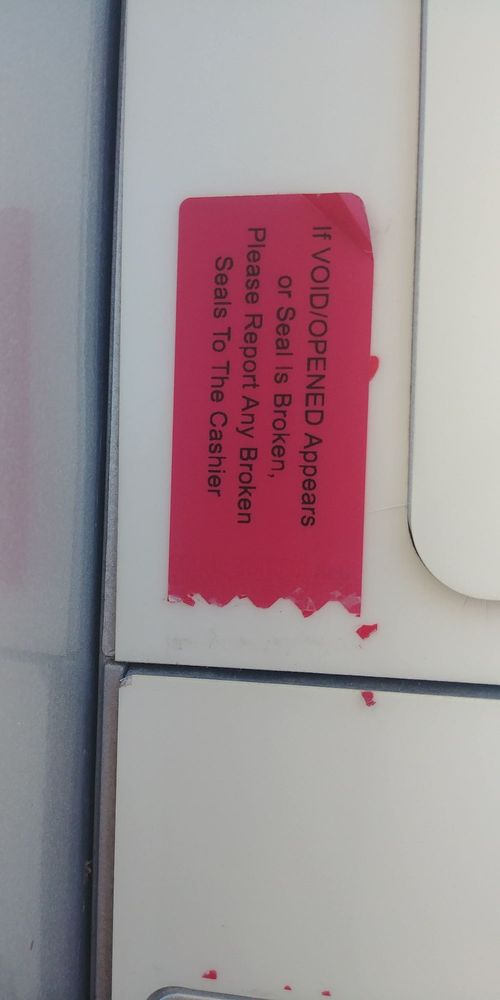 If VOID/OPENED Appears
or Seal Is Broken,
Please Report Any Broken
Seals To The Cashier